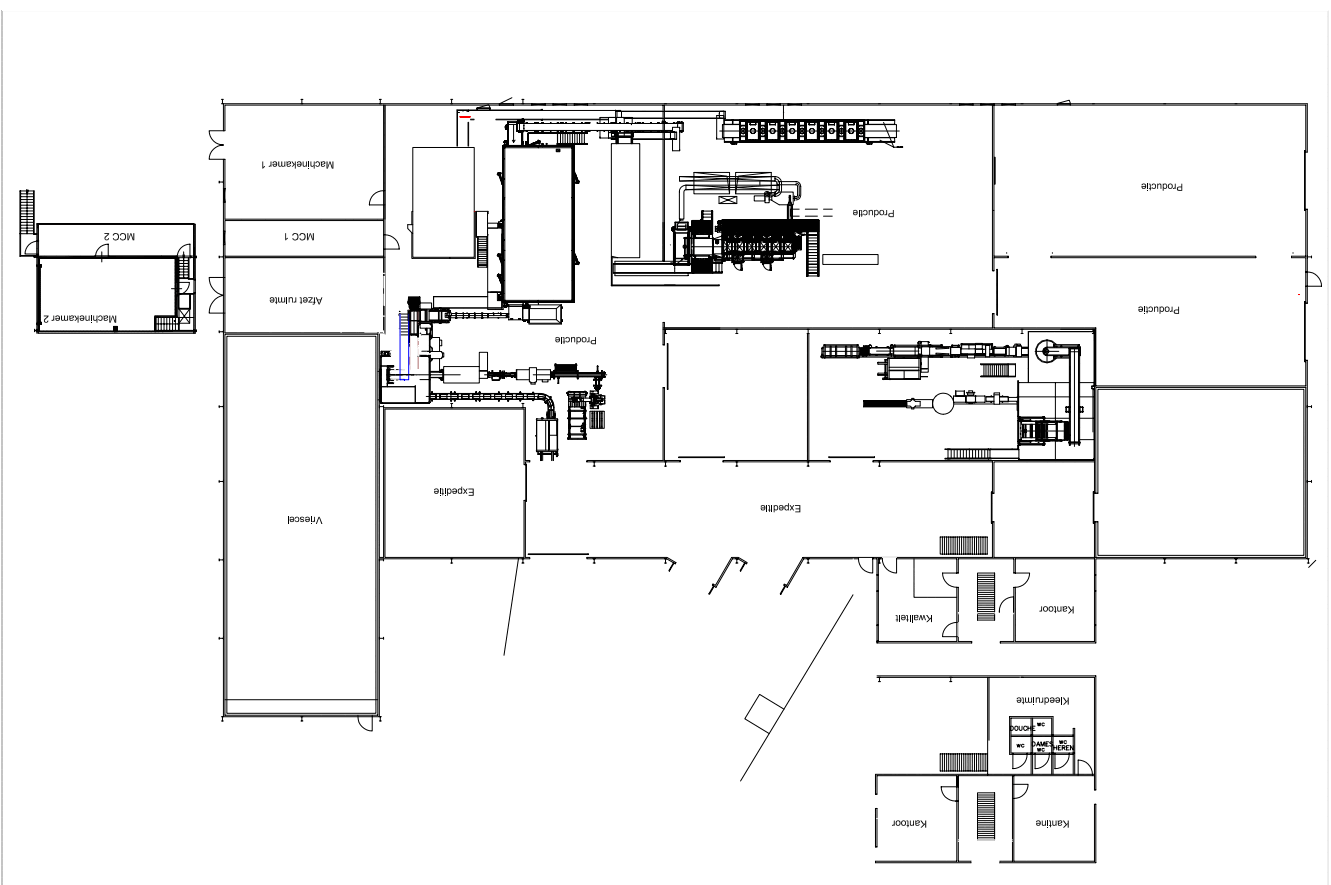 Machinekamer 1
Productie
Productie
MCC 2
MCC 1
Afzet ruimte
Productie
Machinekamer 2
Productie
Expeditie
Expeditie
Vriescel
Kwaliteit
Kantoor
Kleedruimte
DOUCHE
WC
WC
DAMES
WC
WC
HEREN
Kantoor
Kantine